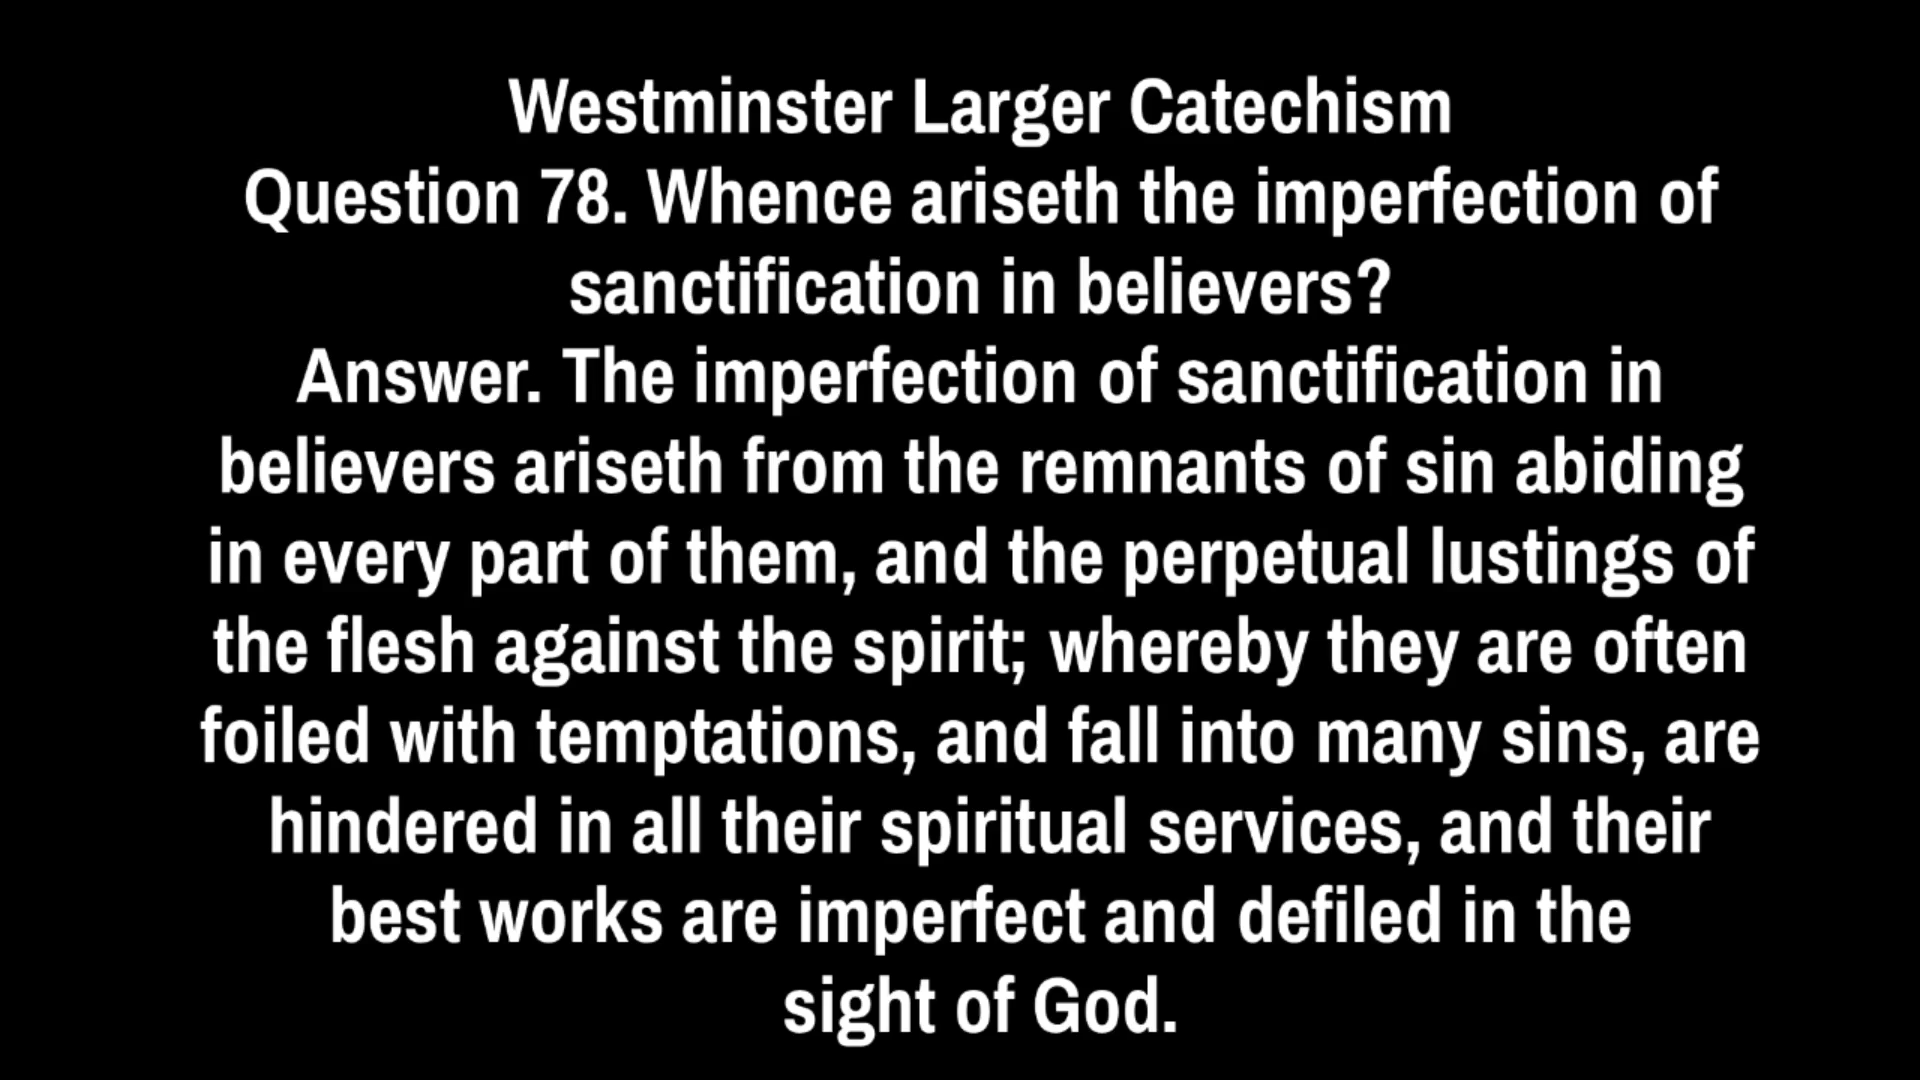 Westminster Larger Catechism
Question 78. Whence ariseth the imperfection of
sanctification in believers?
Answer. The imperfection of sanctification in
believers ariseth from the remnants of sin abiding
in every part of them, and the perpetual lustings of
the flesh against the spirit; whereby they are often
foiled with temptations, and fall into many sins, are
hindered in all their spiritual services, and their
best works are imperfect and defiled in the
sight of God.